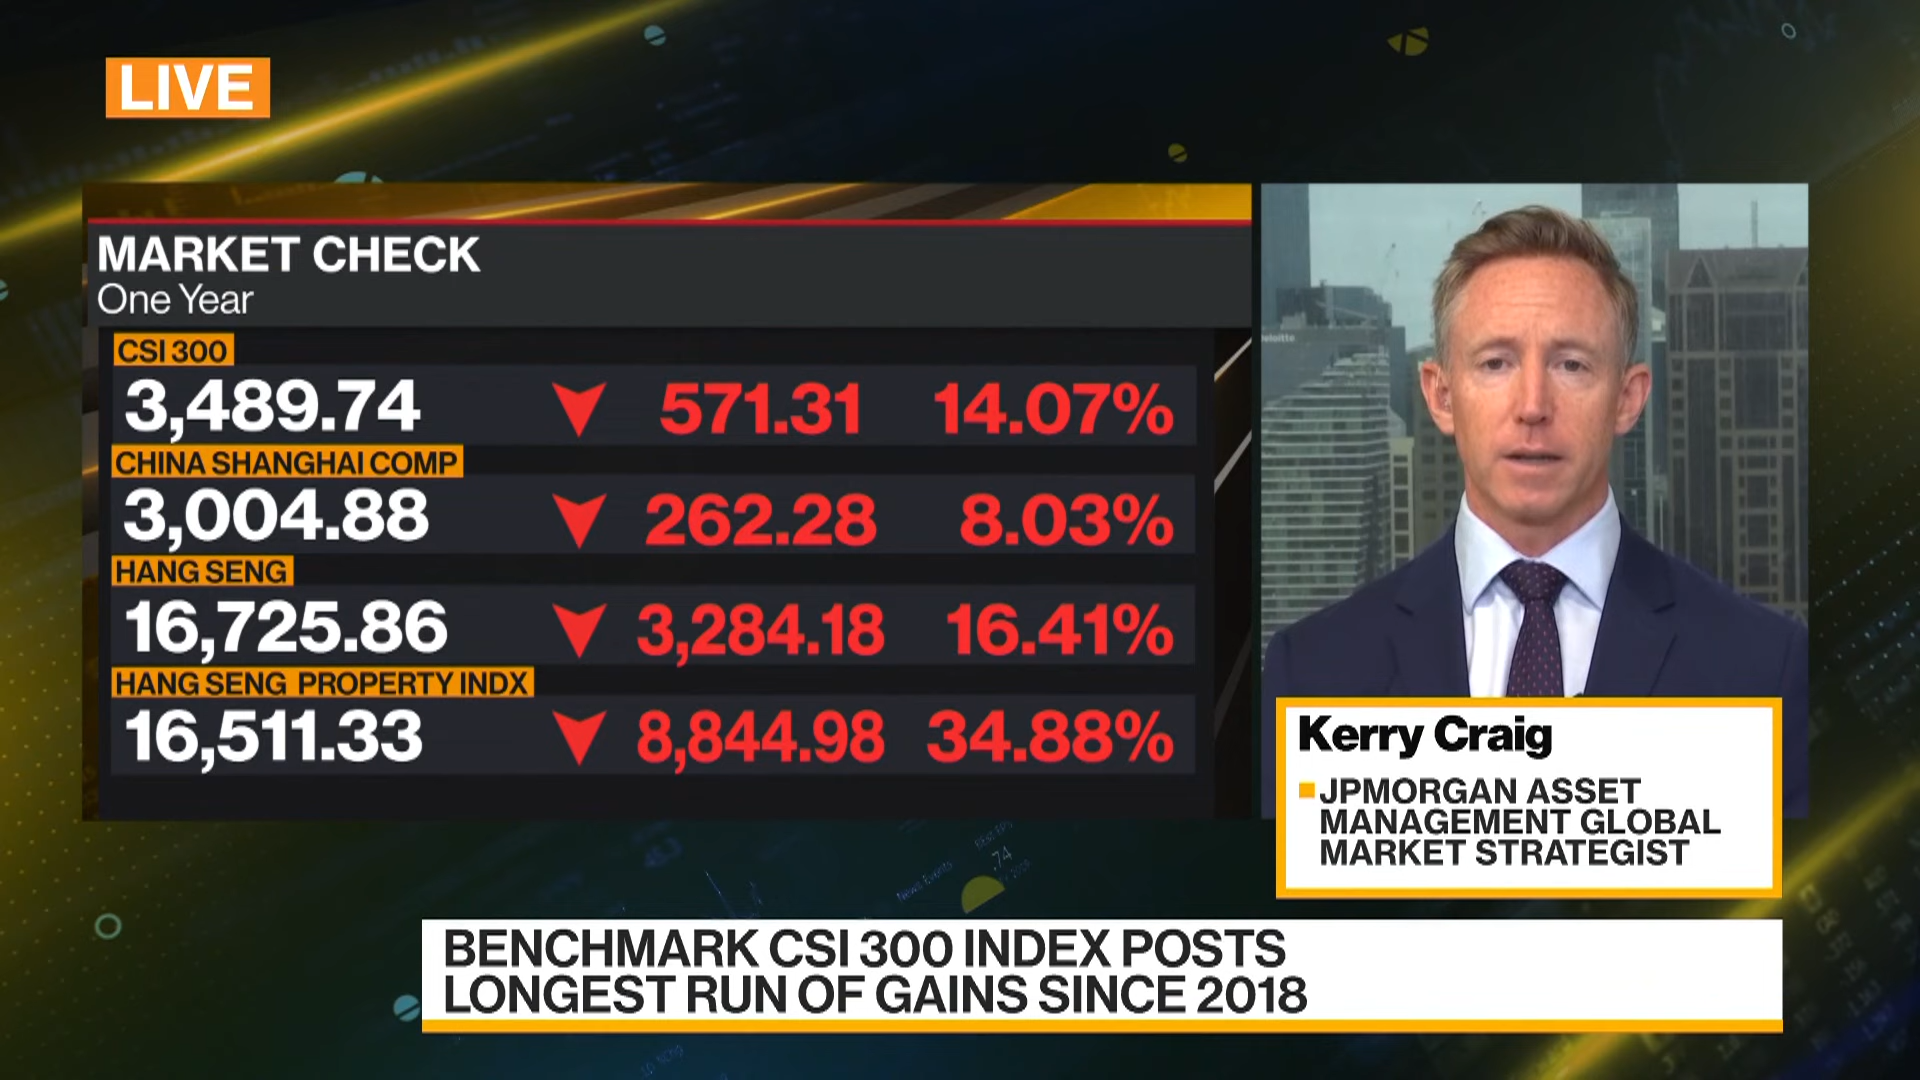 LIVE
MARKET CHECK
One Year
CSI 300
3,489.74 571.31 14.07%
CHINA SHANGHAI COMP
3,004.88 262.28 8.03%
HANG SENG
16,725.86 3,284.18 16.41%
HANG SENG PROPERTY INDX
16,511.33 8,844.98 34.88%
Kerry Craig
JPMORGAN ASSET
MANAGEMENT GLOBAL
MARKET STRATEGIST
News Events
.74
BENCHMARK CSI 300 INDEX POSTS
LONGEST RUN OF GAINS SINCE 2018